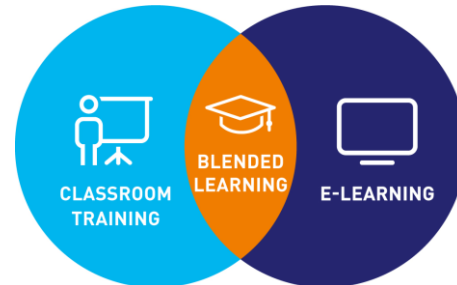 CLASSROOM
TRAINING
BLENDED
LEARNING
E-LEARNING